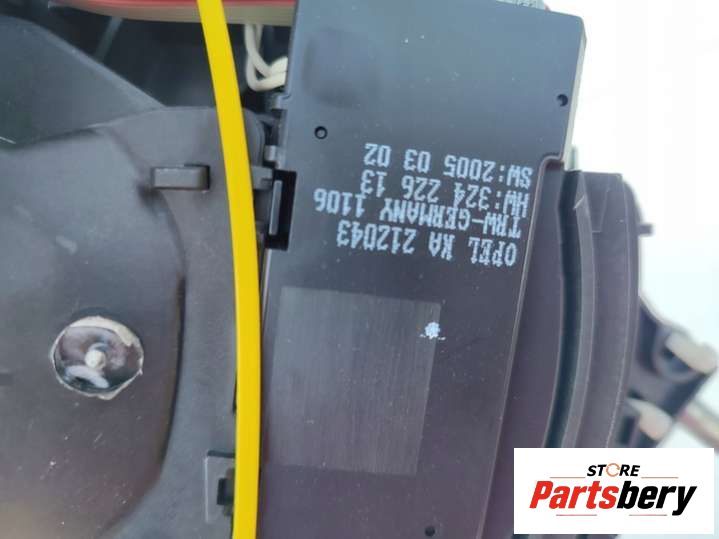 OPEL KA 212043
TRW-GERMANY 1106
HW:324 226 13
SW:2005 03 02
STORE
Partsbery